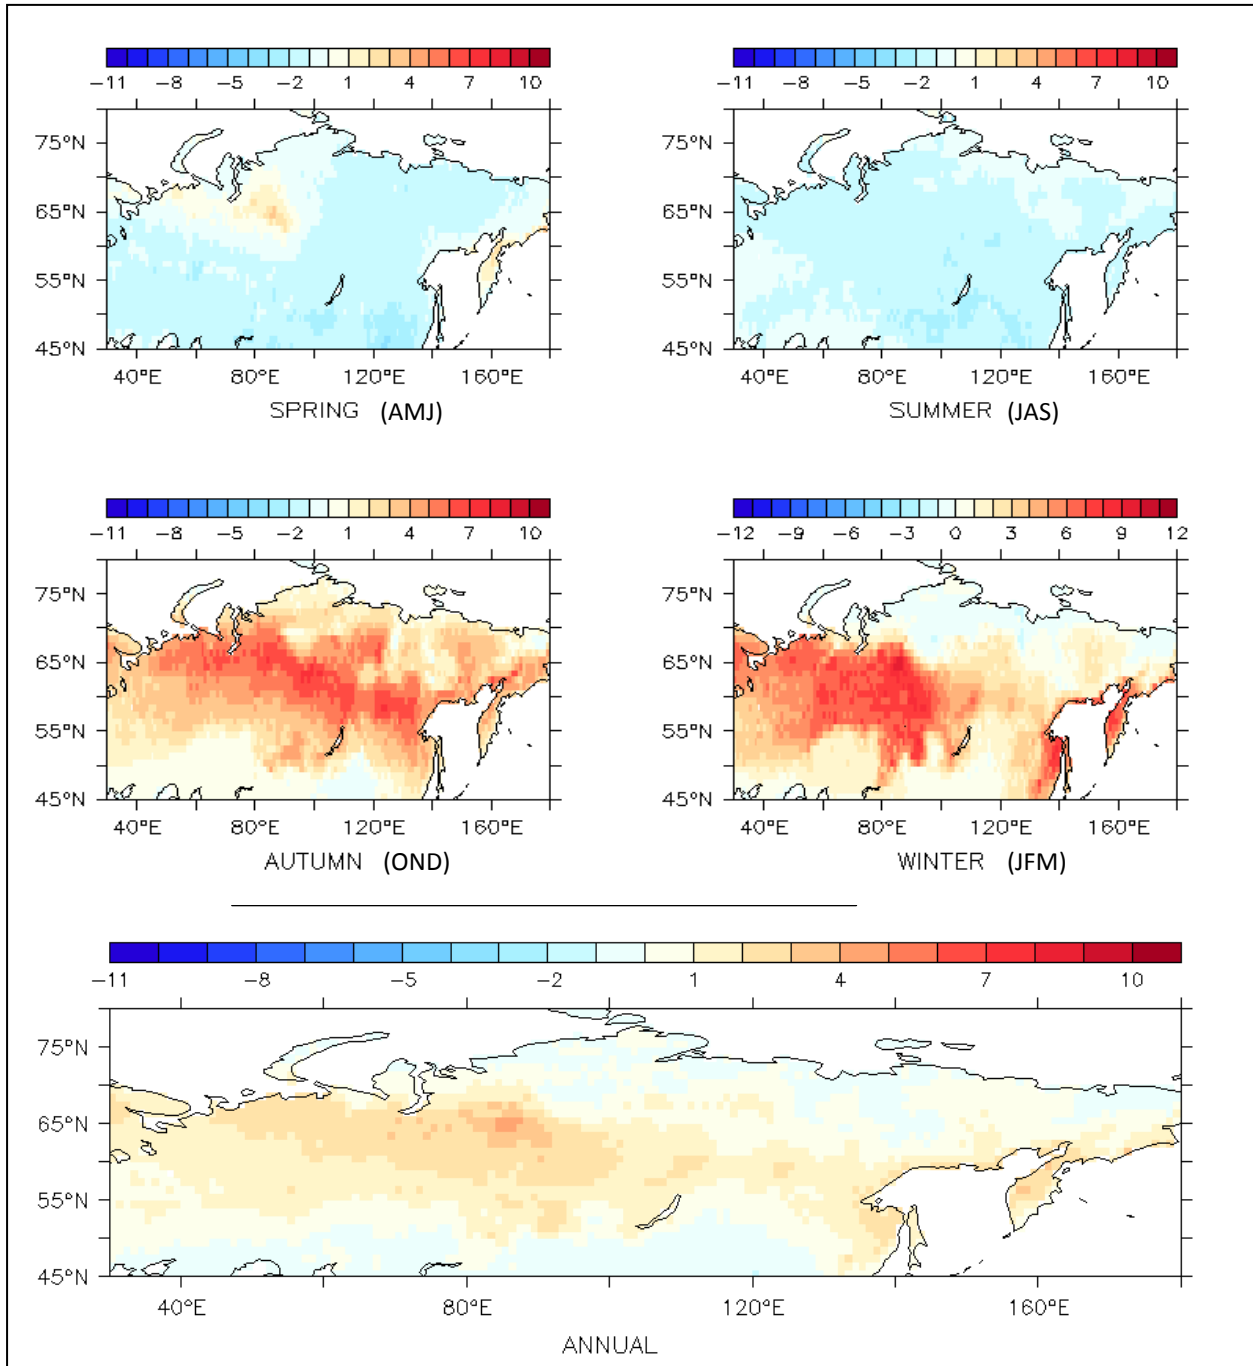 −11 −8 −5 −2 1 4 7 10
75°N
65°N
55°N
45°N
40°E 80°E 120°E 160°E
SPRING (AMJ)
−11 −8 −5 −2 1 4 7 10
75°N
65°N
55°N
45°N
40°E 80°E 120°E 160°E
SUMMER (JAS)
−11 −8 −5 −2 1 4 7 10
75°N
65°N
55°N
45°N
40°E 80°E 120°E 160°E
AUTUMN (OND)
−12 −9 −6 −3 0 3 6 9 12
75°N
65°N
55°N
45°N
40°E 80°E 120°E 160°E
WINTER (JFM)
−11 −8 −5 −2 1 4 7 10
75°N
65°N
55°N
45°N
40°E 80°E 120°E 160°E
ANNUAL